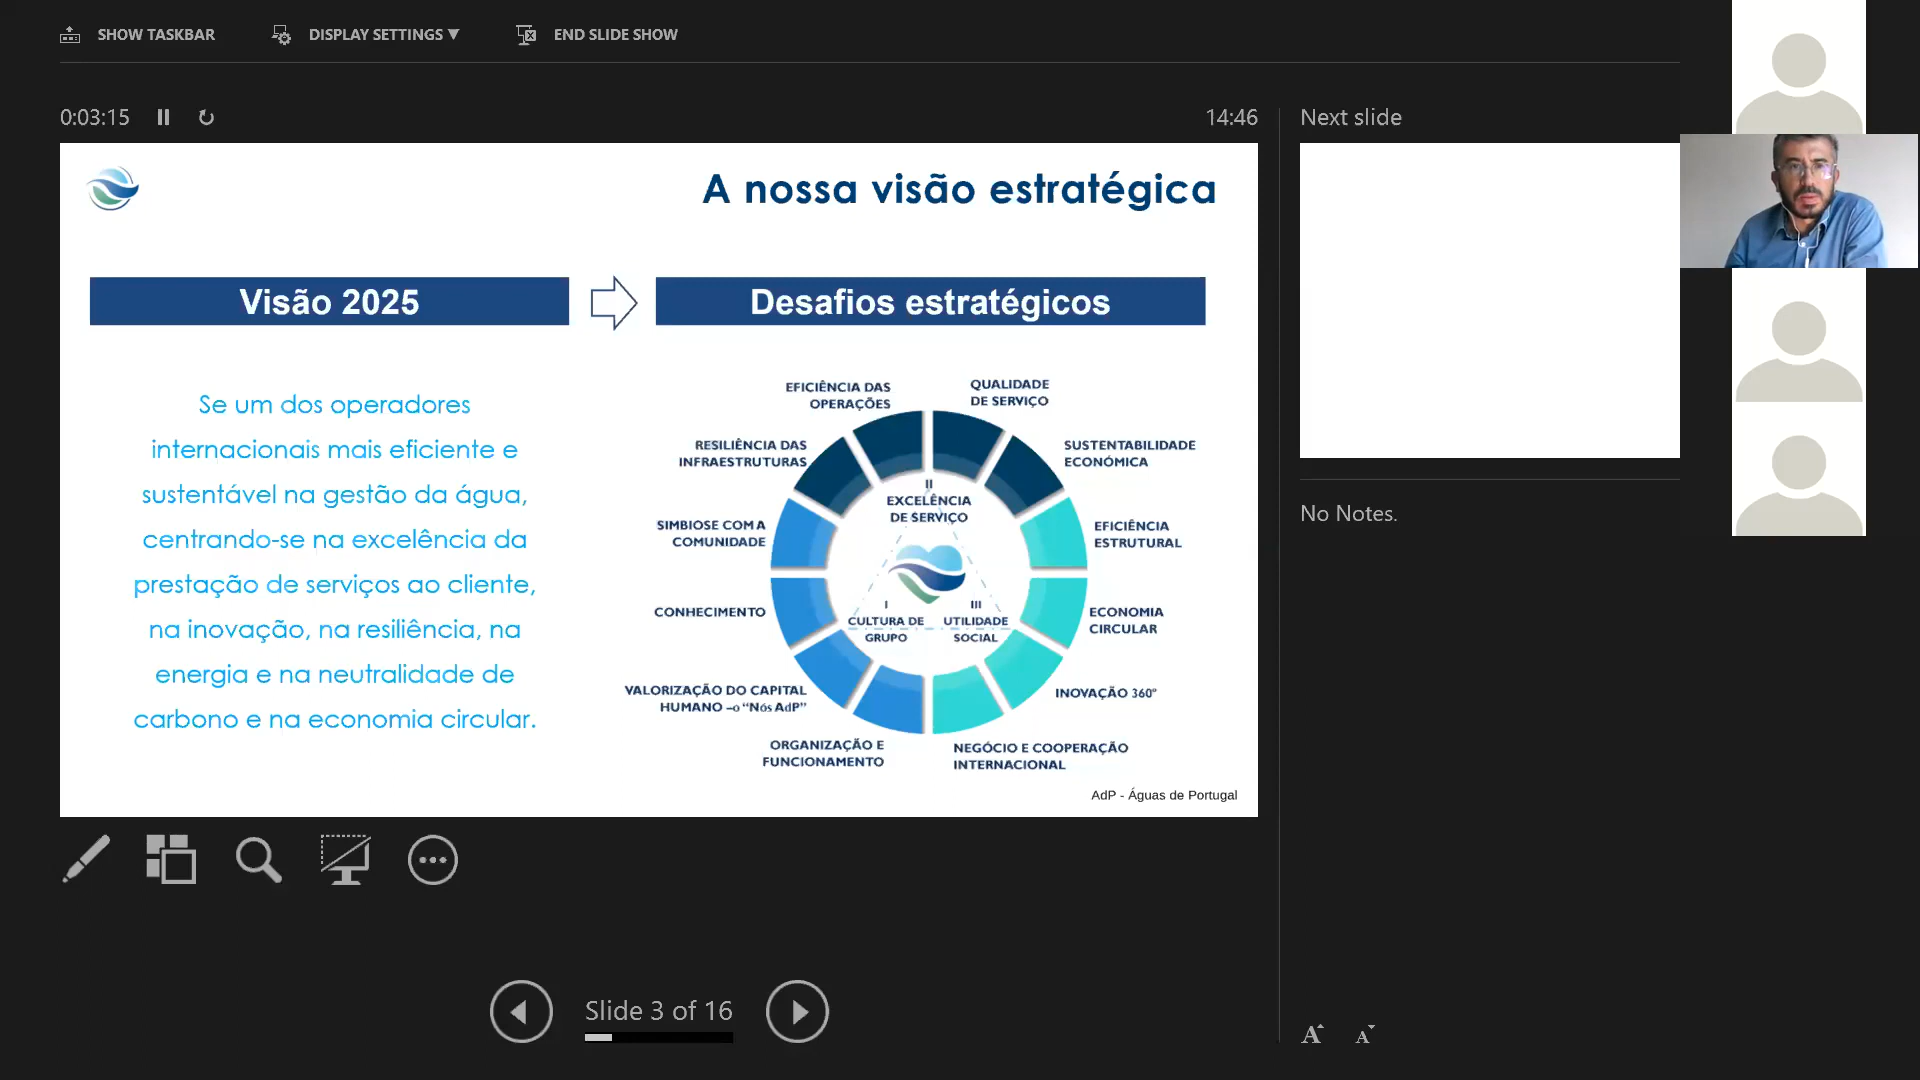 SHOW TASKBAR
DISPLAY SETTINGS ▼
END SLIDE SHOW
0:03:15
14:46
Next slide
A nossa visão estratégica
Visão 2025
Desafios estratégicos
Se um dos operadores
internacionais mais eficiente e
sustentável na gestão da água,
centrando-se na excelência da
prestação de serviços ao cliente,
na inovação, na resiliência, na
energia e na neutralidade de
carbono e na economia circular.
EFICIÊNCIA DAS
OPERAÇÕES
QUALIDADE
DE SERVIÇO
RESILIÊNCIA DAS
INFRAESTRUTURAS
SUSTENTABILIDADE
ECONÓMICA
II
EXCELÊNCIA
DE SERVIÇO
SIMBIOSE COM A
COMUNIDADE
EFICIÊNCIA
ESTRUTURAL
I
CULTURA DE
GRUPO
III
UTILIDADE
SOCIAL
CONHECIMENTO
ECONOMIA
CIRCULAR
VALORIZAÇÃO DO CAPITAL
HUMANO –o “Nós AdP”
INOVAÇÃO 360º
ORGANIZAÇÃO E
FUNCIONAMENTO
NEGÓCIO E COOPERAÇÃO
INTERNACIONAL
AdP - Águas de Portugal
No Notes.
Slide 3 of 16
A A